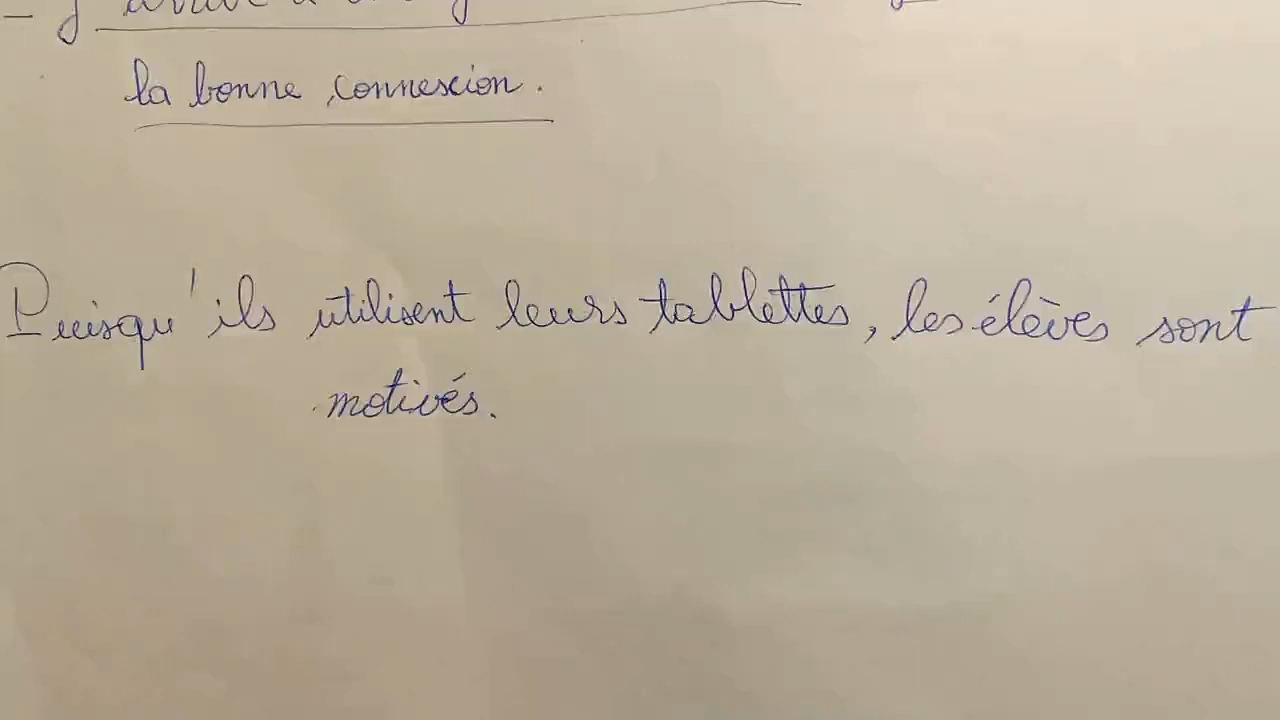 la bonne connexion.
Puisqu'ils utilisent leurs tablettes, les élèves sont
motivés.